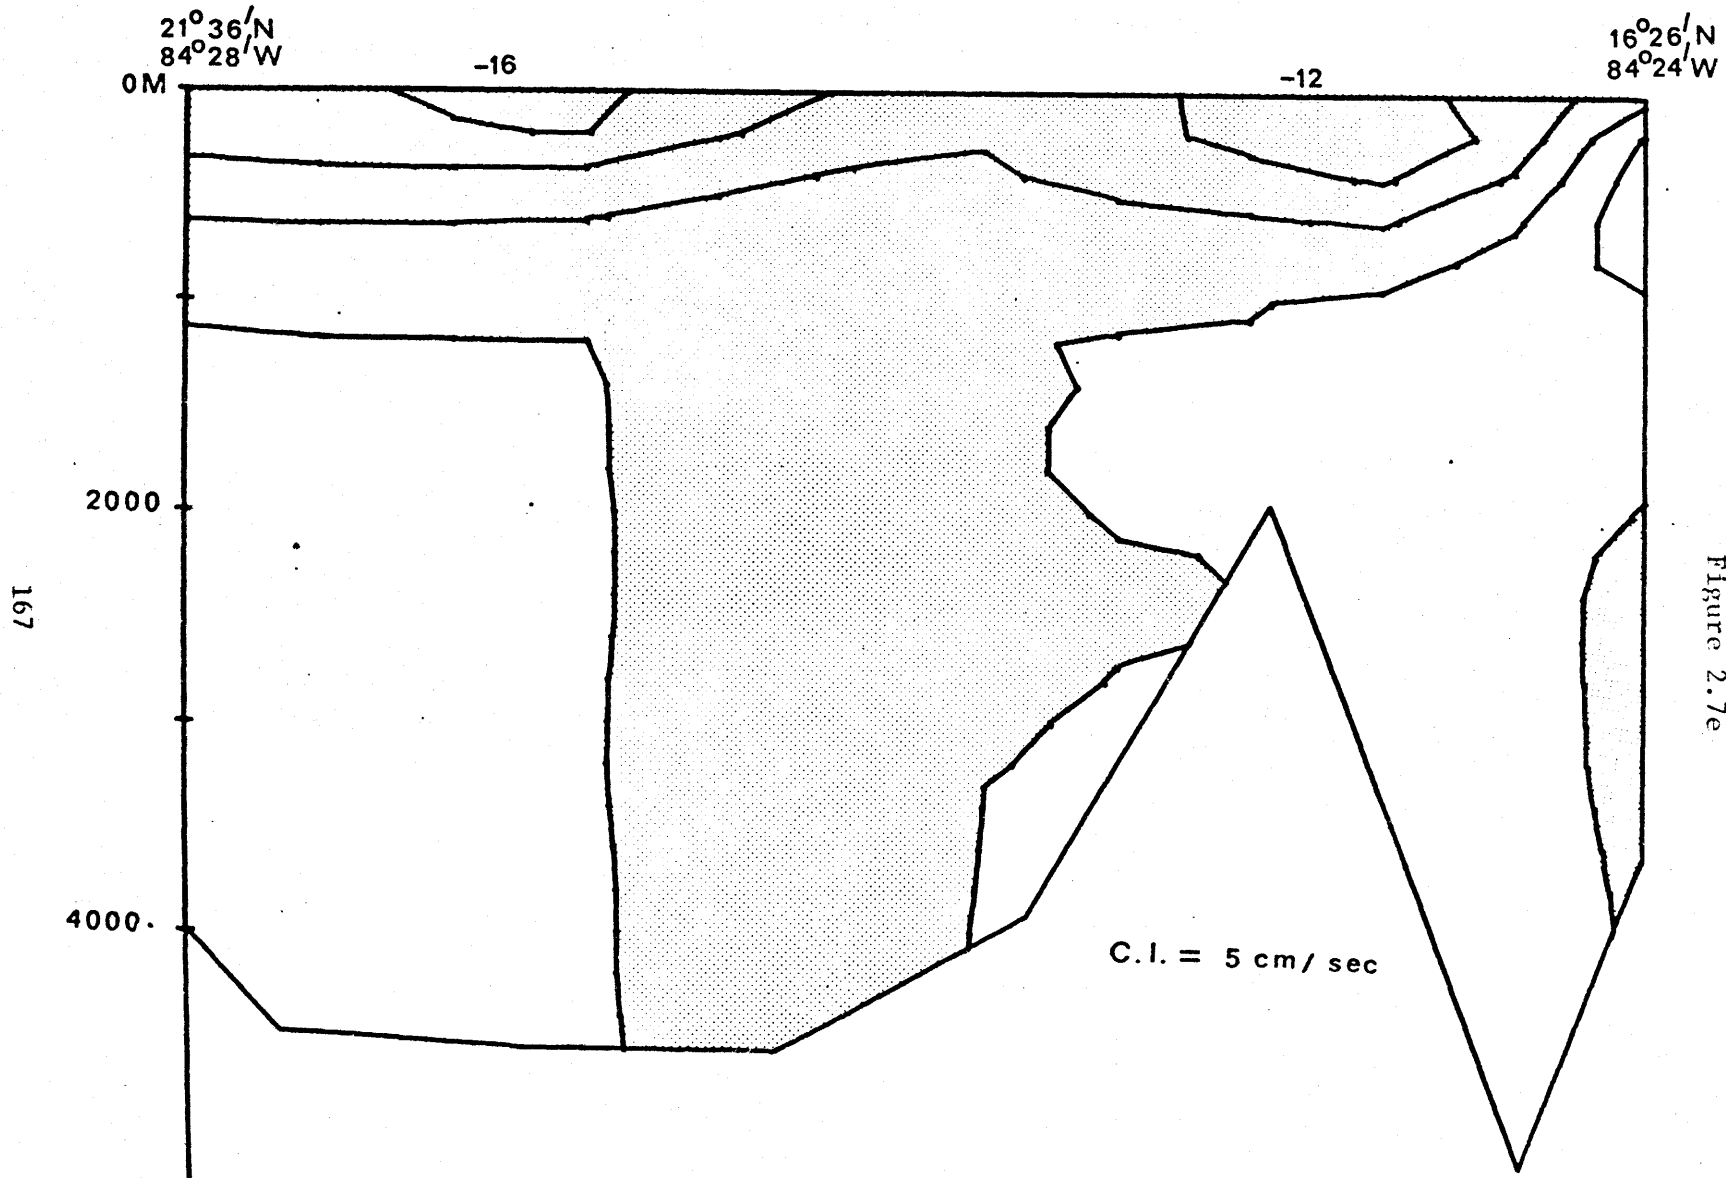 21°36'N
84°28'W
-16
-12
16°26'N
84°24'W
0M
2000
4000.
C.I. = 5 cm/sec
167
Figure 2.7e